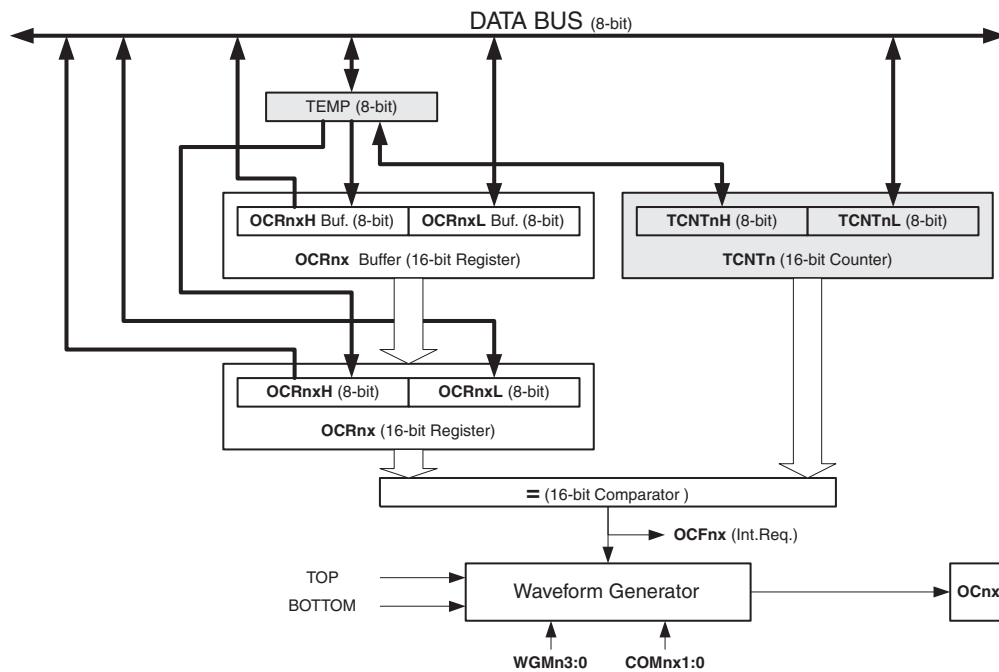 DATA BUS (8-bit)
TEMP (8-bit)
OCRnxH Buf. (8-bit)
OCRnxL Buf. (8-bit)
OCRnx Buffer (16-bit Register)
TCNTnH (8-bit)
TCNTnL (8-bit)
TCNTn (16-bit Counter)
OCRnxH (8-bit)
OCRnxL (8-bit)
OCRnx (16-bit Register)
= (16-bit Comparator )
OCFnx (Int.Req.)
TOP
BOTTOM
Waveform Generator
OCnx
WGMn3:0
COMnx1:0